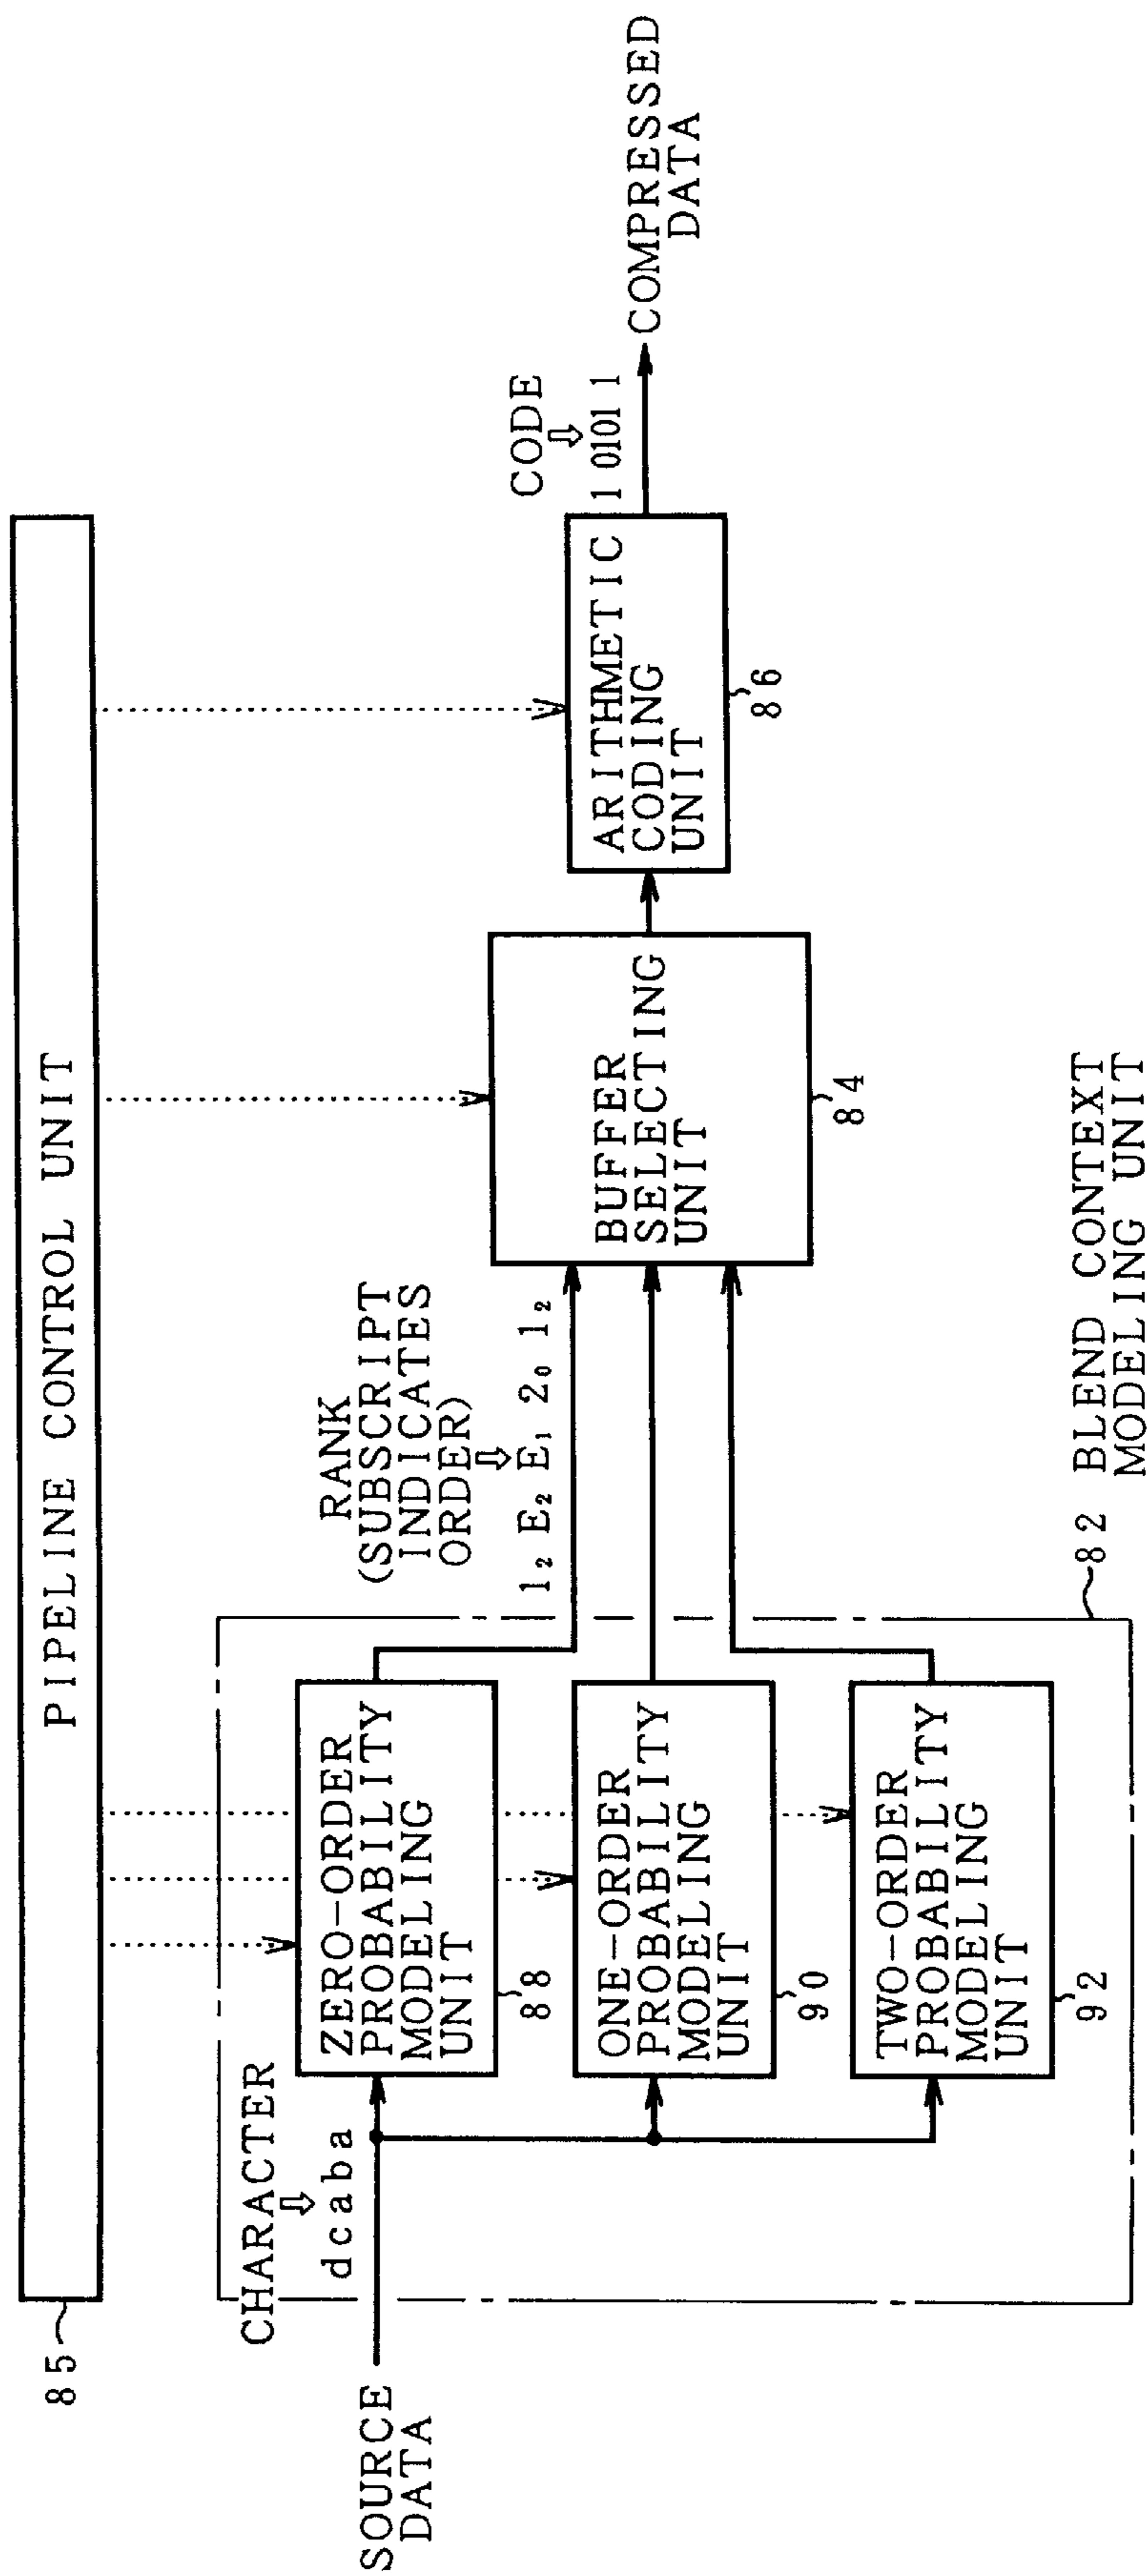 PIPELINE CONTROL UNIT
85
CHARACTER
⇩
dcaba
SOURCE
DATA
ZERO-ORDER
PROBABILITY
MODELING
UNIT
88
ONE-ORDER
PROBABILITY
MODELING
UNIT
90
TWO-ORDER
PROBABILITY
MODELING
UNIT
92
82 BLEND CONTEXT
MODELING UNIT
RANK
(SUBSCRIPT
INDICATES
ORDER)
⇩
1₂ E₂ E₁ 2₀ 1₂
BUFFER
SELECTING
UNIT
84
ARITHMETIC
CODING
UNIT
86
CODE
⇩
1 0101 1
COMPRESSED
DATA